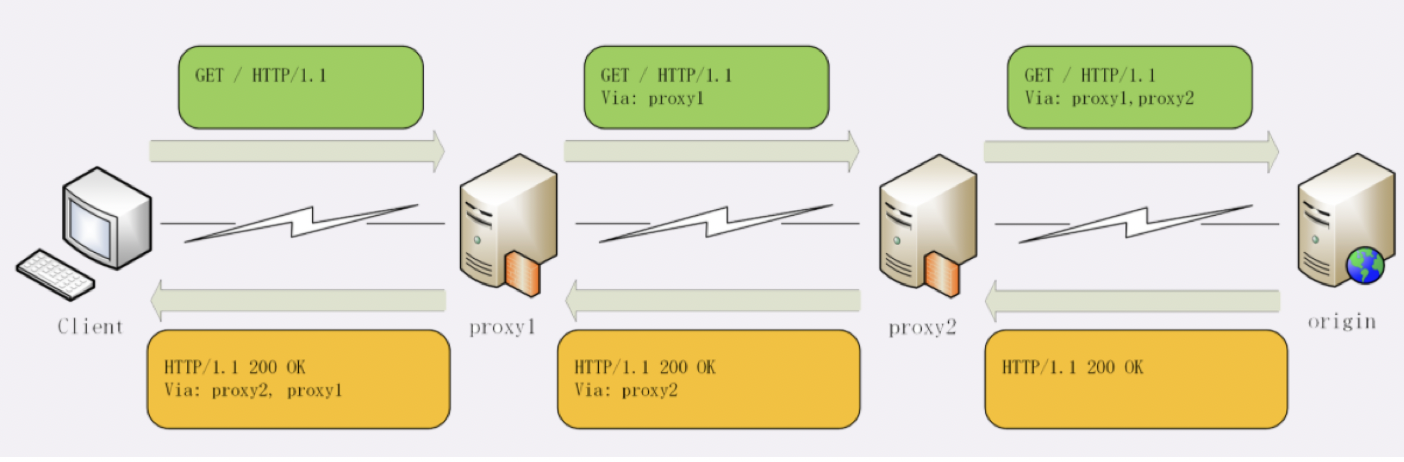 GET / HTTP/1.1
GET / HTTP/1.1
Via: proxy1
GET / HTTP/1.1
Via: proxy1,proxy2
Client
proxy1
proxy2
origin
HTTP/1.1 200 OK
Via: proxy2, proxy1
HTTP/1.1 200 OK
Via: proxy2
HTTP/1.1 200 OK